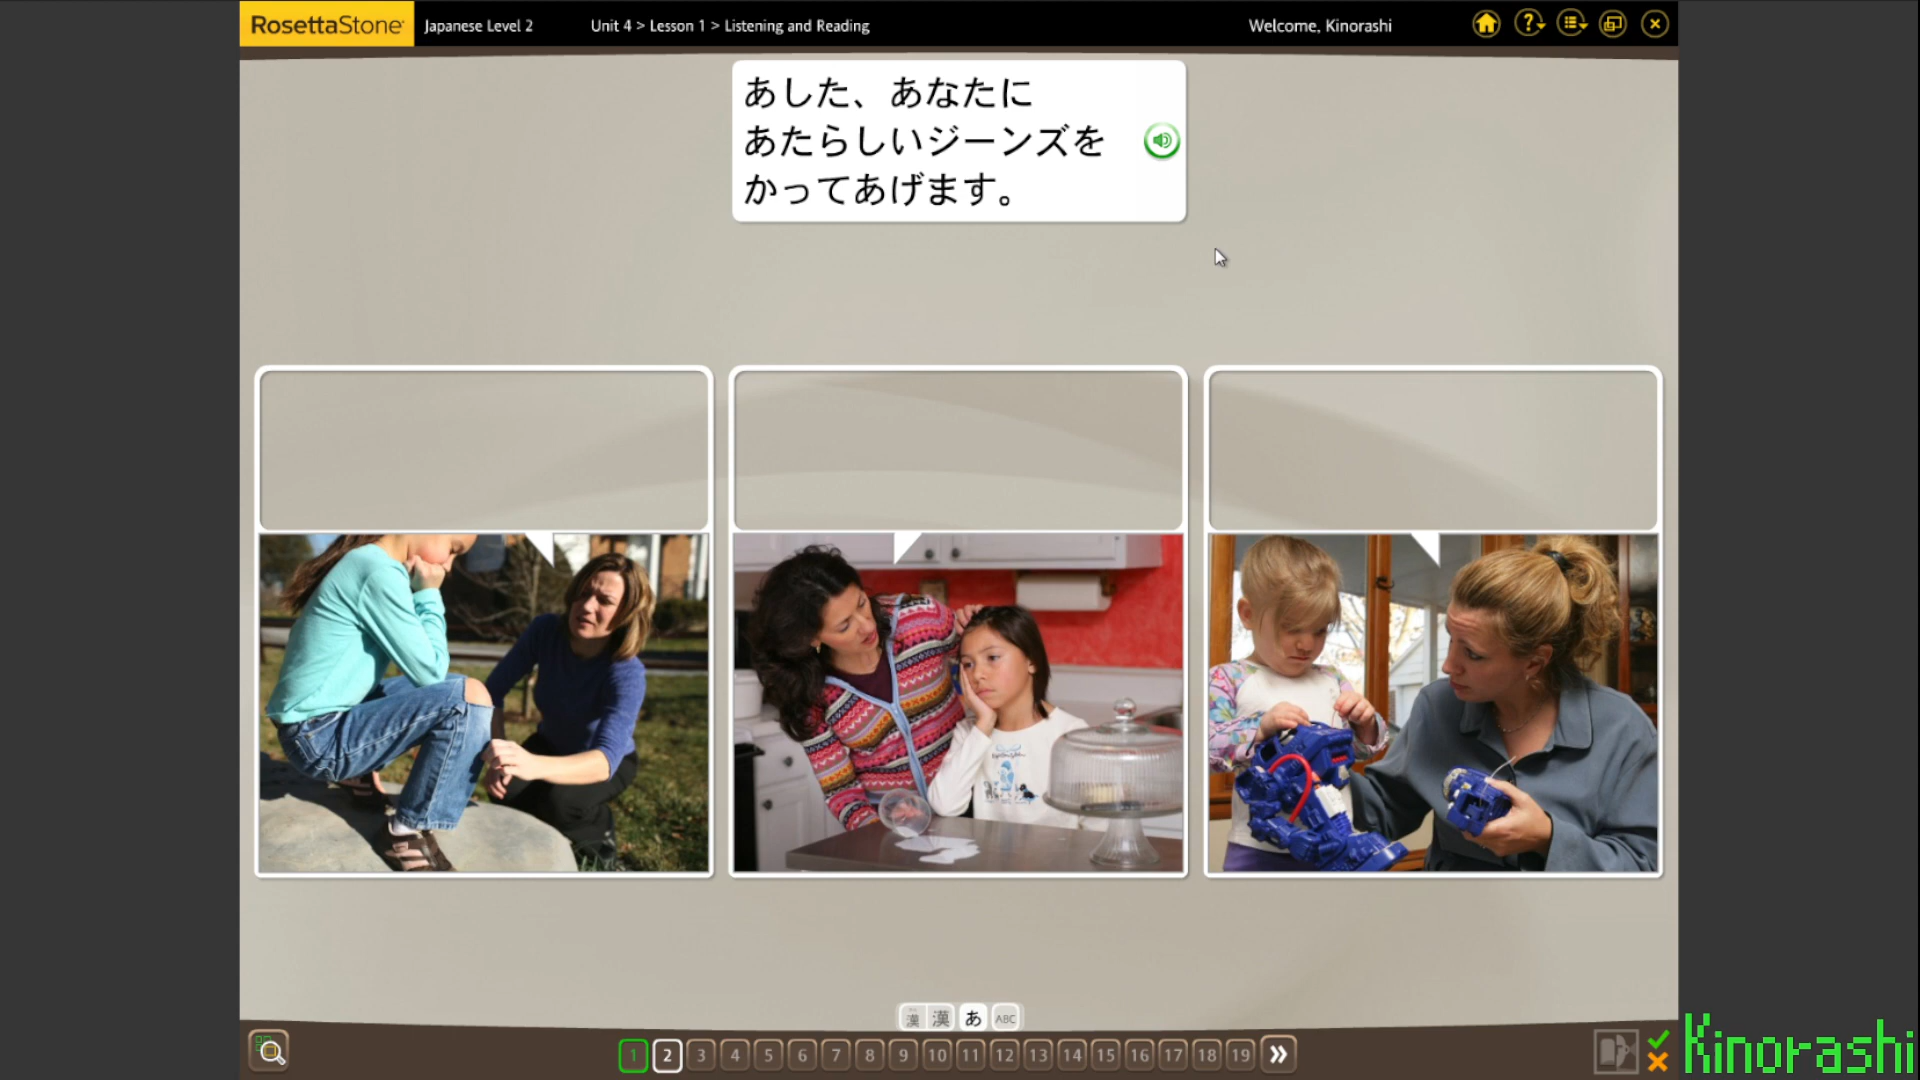 RosettaStone
Japanese Level 2
Unit 4 > Lesson 1 > Listening and Reading
Welcome, Kinorashi
あした、あなたに
あたらしいジーンズを
かってあげます。
漢 漢 あ ABC
1 2 3 4 5 6 7 8 9 10 11 12 13 14 15 16 17 18 19
Kinorashi